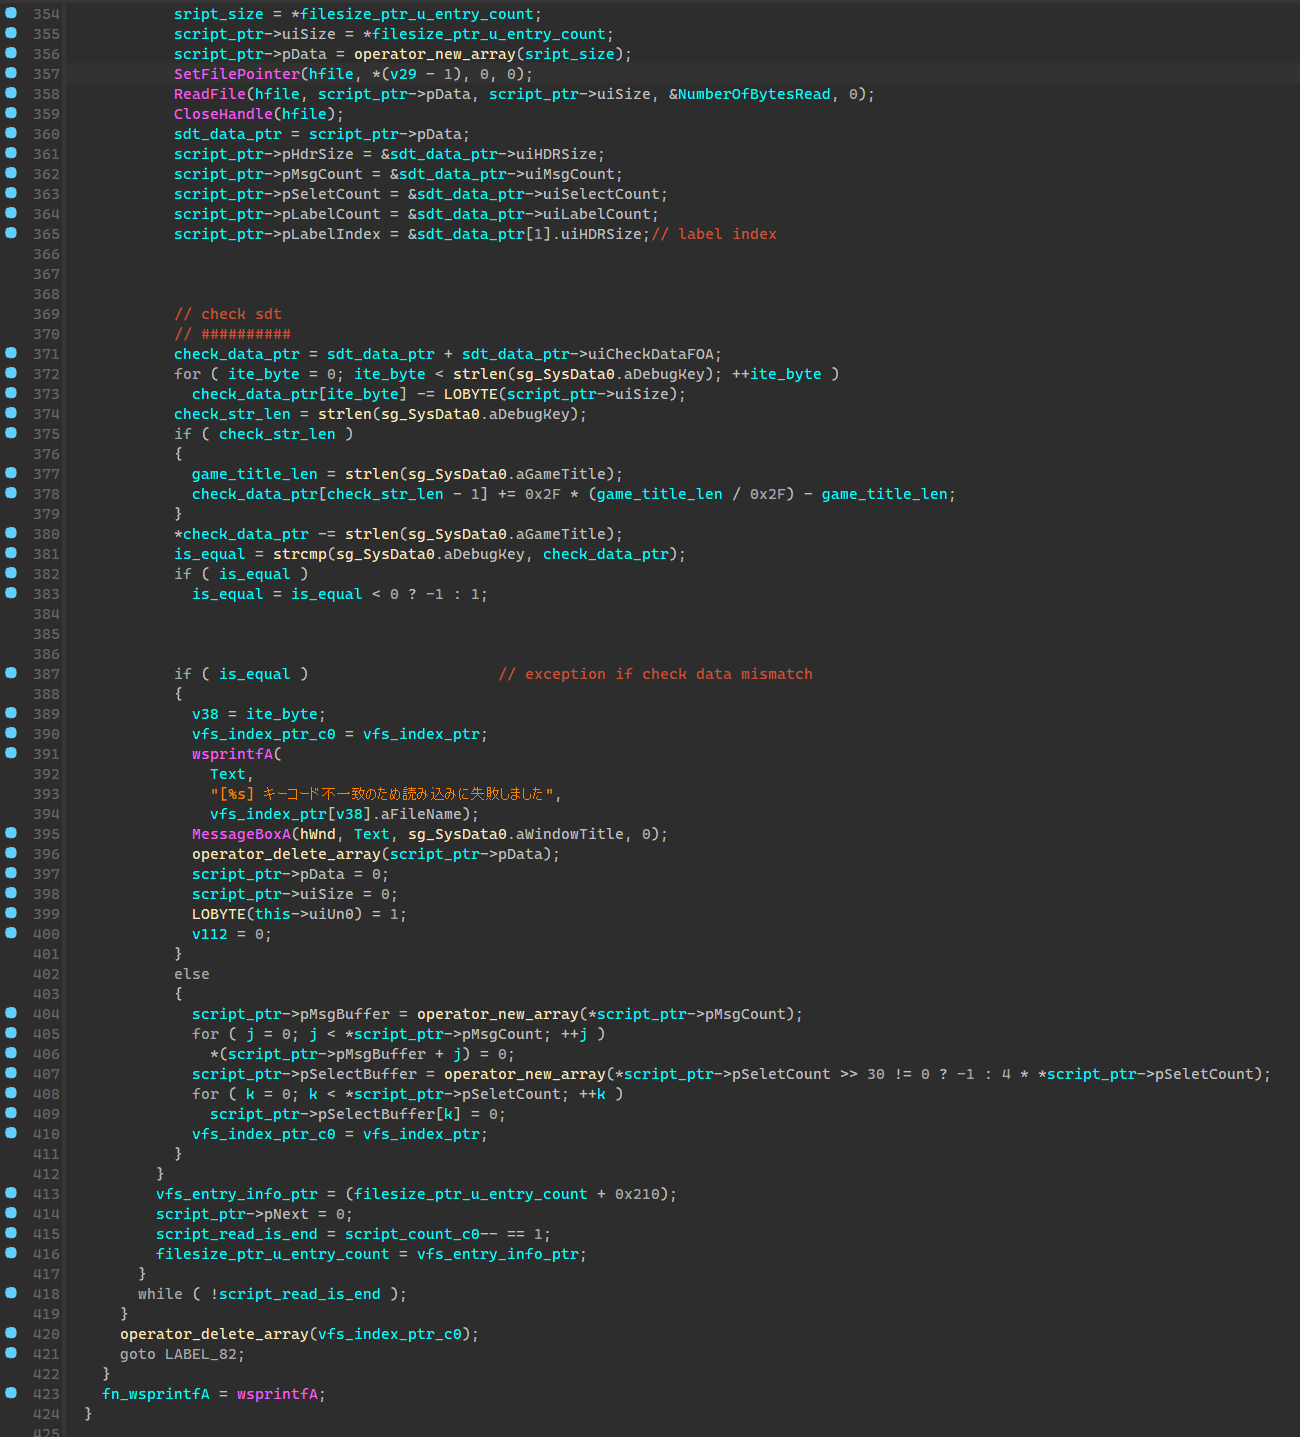 354 sript_size = *filesize_ptr_u_entry_count;
355 script_ptr->uiSize = *filesize_ptr_u_entry_count;
356 script_ptr->pData = operator_new_array(sript_size);
357 SetFilePointer(hfile, *(v29 - 1), 0, 0);
358 ReadFile(hfile, script_ptr->pData, script_ptr->uiSize, &NumberOfBytesRead, 0);
359 CloseHandle(hfile);
360 sdt_data_ptr = script_ptr->pData;
361 script_ptr->pHdrSize = &sdt_data_ptr->uiHDRSize;
362 script_ptr->pMsgCount = &sdt_data_ptr->uiMsgCount;
363 script_ptr->pSeletCount = &sdt_data_ptr->uiSelectCount;
364 script_ptr->pLabelCount = &sdt_data_ptr->uiLabelCount;
365 script_ptr->pLabelIndex = &sdt_data_ptr[1].uiHDRSize;// label index
366
367
368
369 // check sdt
370 // ##########
371 check_data_ptr = sdt_data_ptr + sdt_data_ptr->uiCheckDataFOA;
372 for ( ite_byte = 0; ite_byte < strlen(sg_SysData0.aDebugKey); ++ite_byte )
373 check_data_ptr[ite_byte] -= LOBYTE(script_ptr->uiSize);
374 check_str_len = strlen(sg_SysData0.aDebugKey);
375 if ( check_str_len )
376 {
377 game_title_len = strlen(sg_SysData0.aGameTitle);
378 check_data_ptr[check_str_len - 1] += 0x2F * (game_title_len / 0x2F) - game_title_len;
379 }
380 *check_data_ptr -= strlen(sg_SysData0.aGameTitle);
381 is_equal = strcmp(sg_SysData0.aDebugKey, check_data_ptr);
382 if ( is_equal )
383 is_equal = is_equal < 0 ? -1 : 1;
384
385
386
387 if ( is_equal ) // exception if check data mismatch
388 {
389 v38 = ite_byte;
390 vfs_index_ptr_c0 = vfs_index_ptr;
391 wsprintfA(
392 Text,
393 "[%s] キーコード不一致のため読み込みに失敗しました",
394 vfs_index_ptr[v38].aFileName);
395 MessageBoxA(hWnd, Text, sg_SysData0.aWindowTitle, 0);
396 operator_delete_array(script_ptr->pData);
397 script_ptr->pData = 0;
398 script_ptr->uiSize = 0;
399 LOBYTE(this->uiUn0) = 1;
400 v112 = 0;
401 }
402 else
403 {
404 script_ptr->pMsgBuffer = operator_new_array(*script_ptr->pMsgCount);
405 for ( j = 0; j < *script_ptr->pMsgCount; ++j )
406 *(script_ptr->pMsgBuffer + j) = 0;
407 script_ptr->pSelectBuffer = operator_new_array(*script_ptr->pSeletCount >> 30 != 0 ? -1 : 4 * *script_ptr->pSeletCount);
408 for ( k = 0; k < *script_ptr->pSeletCount; ++k )
409 script_ptr->pSelectBuffer[k] = 0;
410 vfs_index_ptr_c0 = vfs_index_ptr;
411 }
412 }
413 vfs_entry_info_ptr = (filesize_ptr_u_entry_count + 0x210);
414 script_ptr->pNext = 0;
415 script_read_is_end = script_count_c0-- == 1;
416 filesize_ptr_u_entry_count = vfs_entry_info_ptr;
417 }
418 while ( !script_read_is_end );
419 }
420 operator_delete_array(vfs_index_ptr_c0);
421 goto LABEL_82;
422 }
423 fn_wsprintfA = wsprintfA;
424 }
425